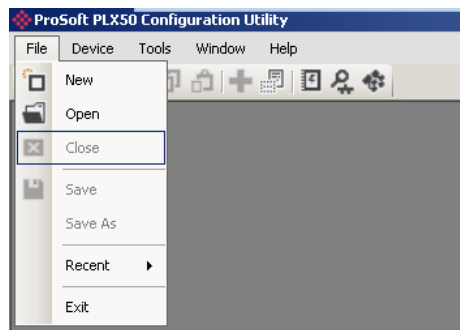 ProSoft PLX50 Configuration Utility
File Device Tools Window Help
New
Open
Close
Save
Save As
Recent
Exit